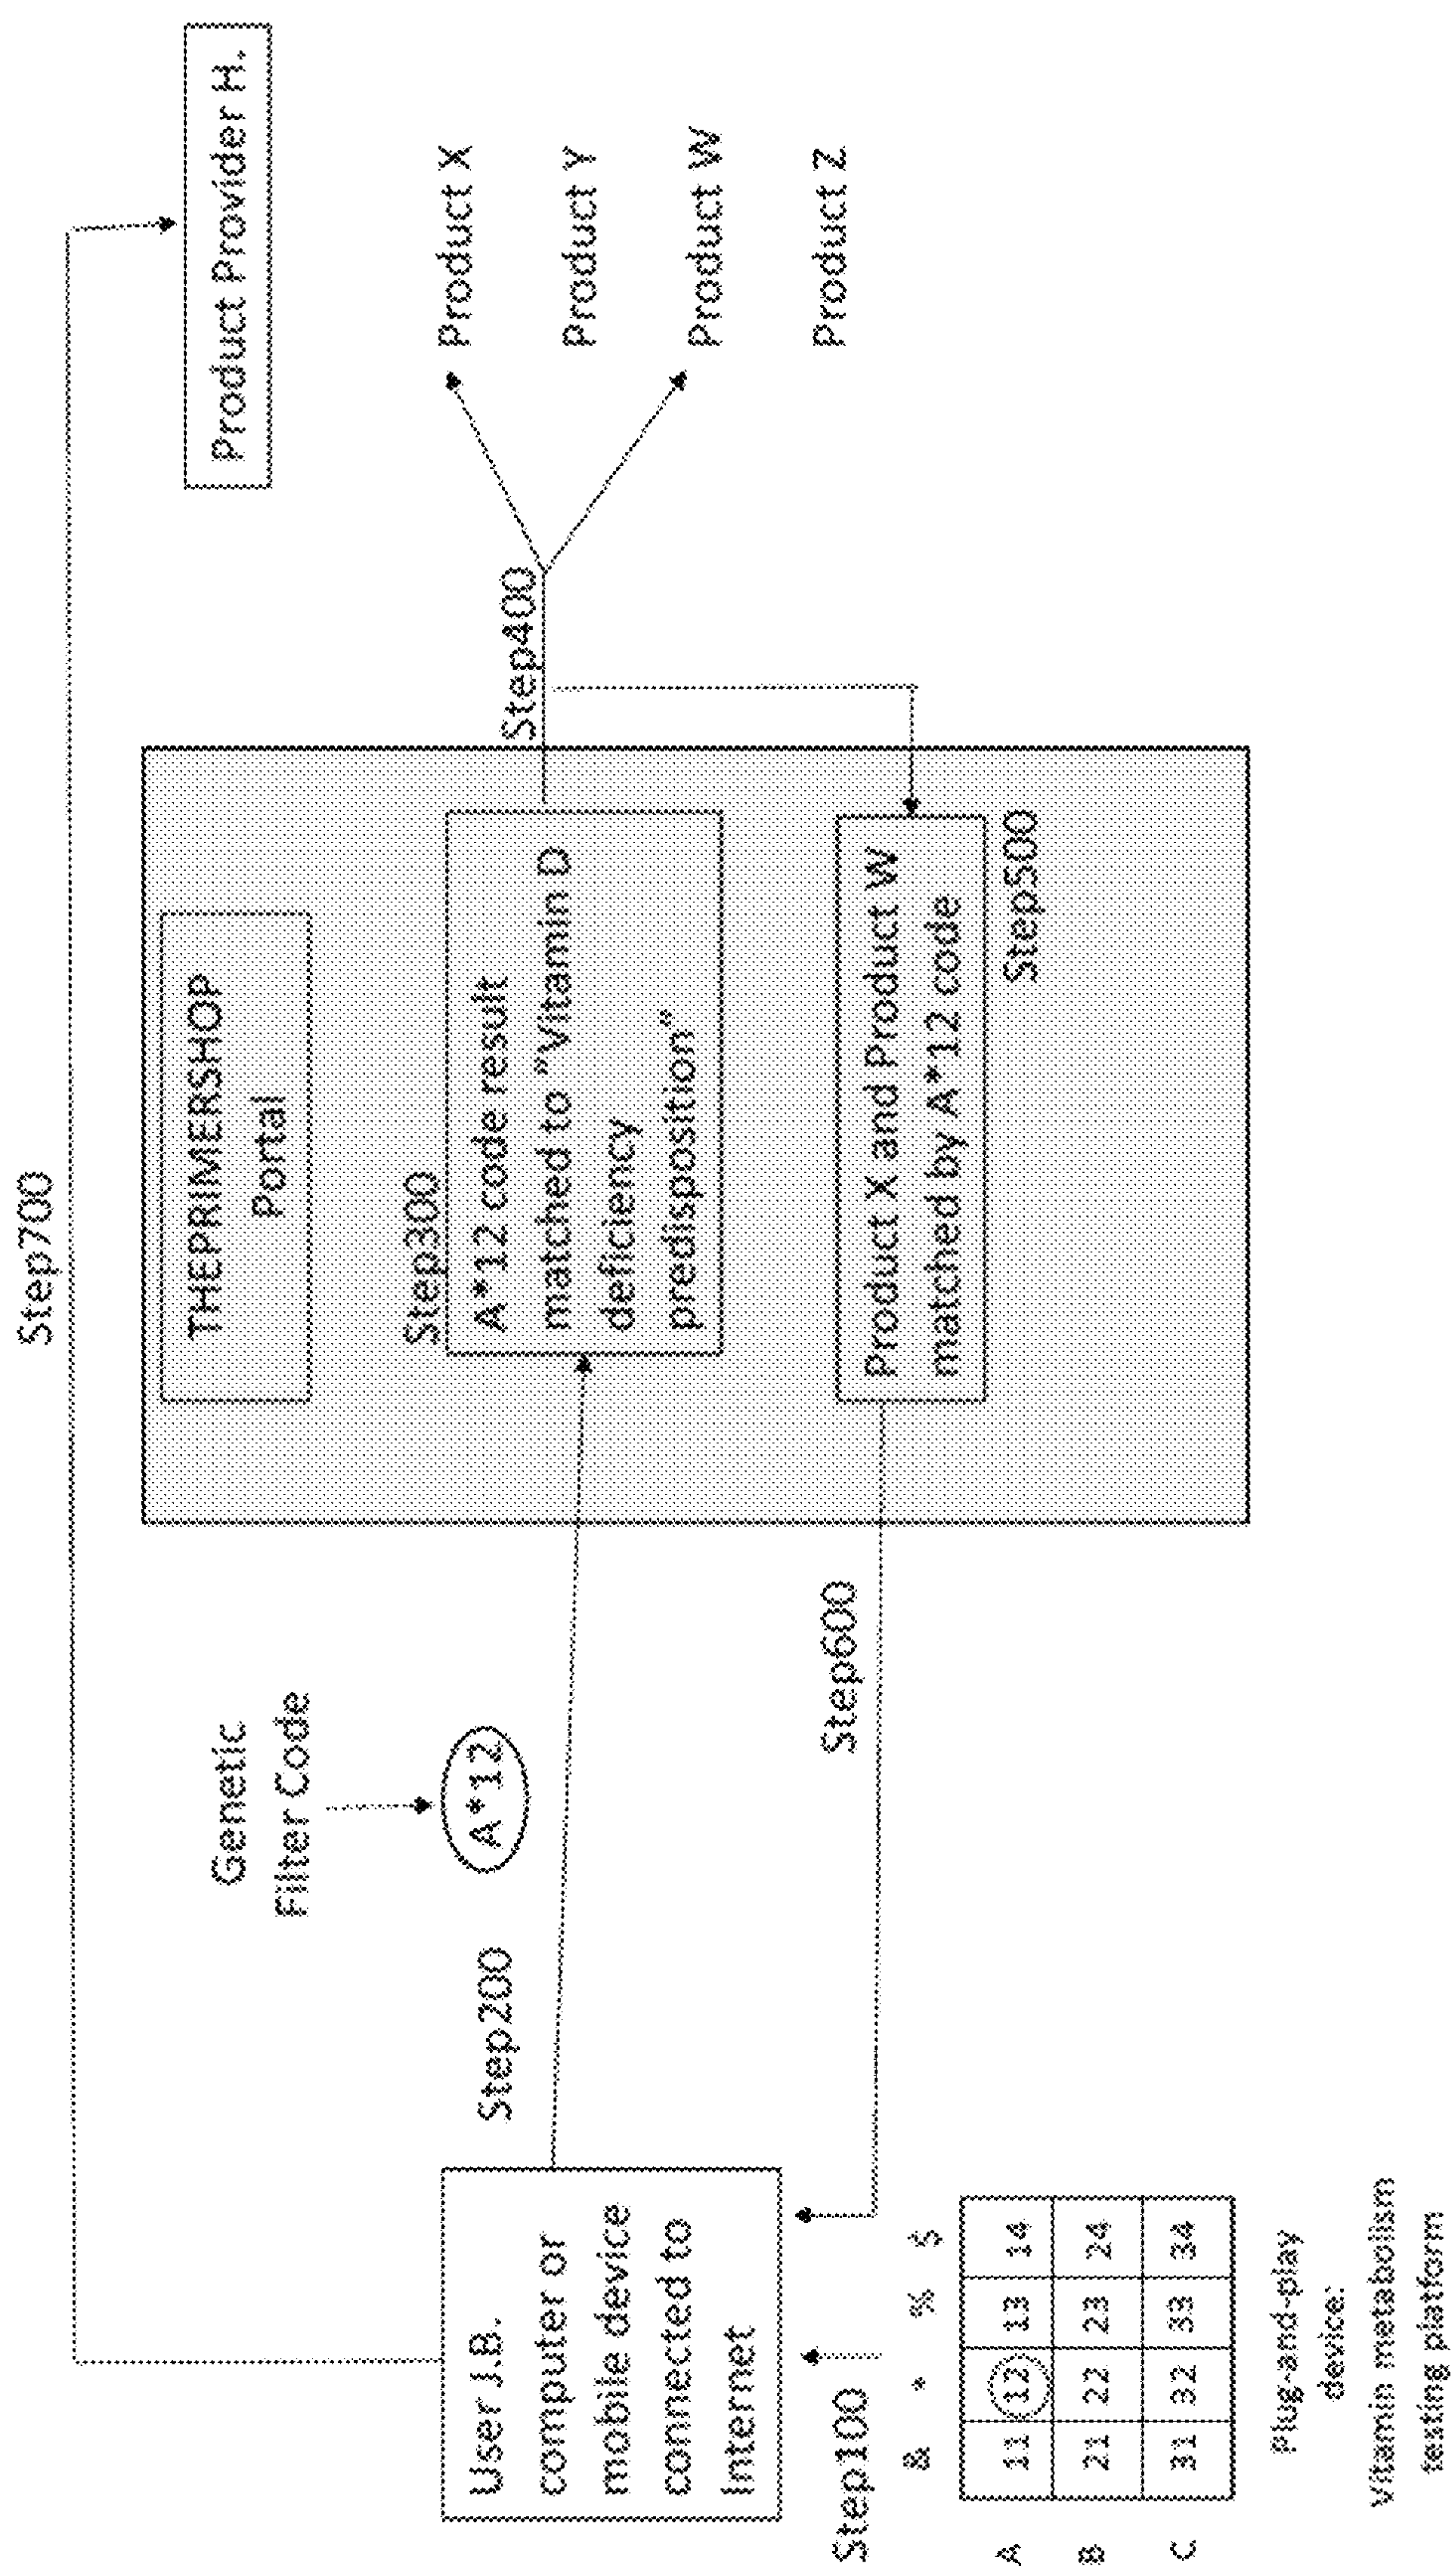 Step700
Product Provider H.
THEPRIMERSHOP
Portal
Genetic
Filter Code
A*12
Step200
Step300
A*12 code result
matched to "Vitamin D
deficiency
predisposition"
Step400
Product X
Product Y
Product W
Product Z
User J.B.
computer or
mobile device
connected to
Internet
Step600
Product X and Product W
matched by A*12 code
Step500
Step100
& * % $
A 11 12 13 14
B 21 22 23 24
C 31 32 33 34
Plug-and-play
device:
Vitamin metabolism
testing platform